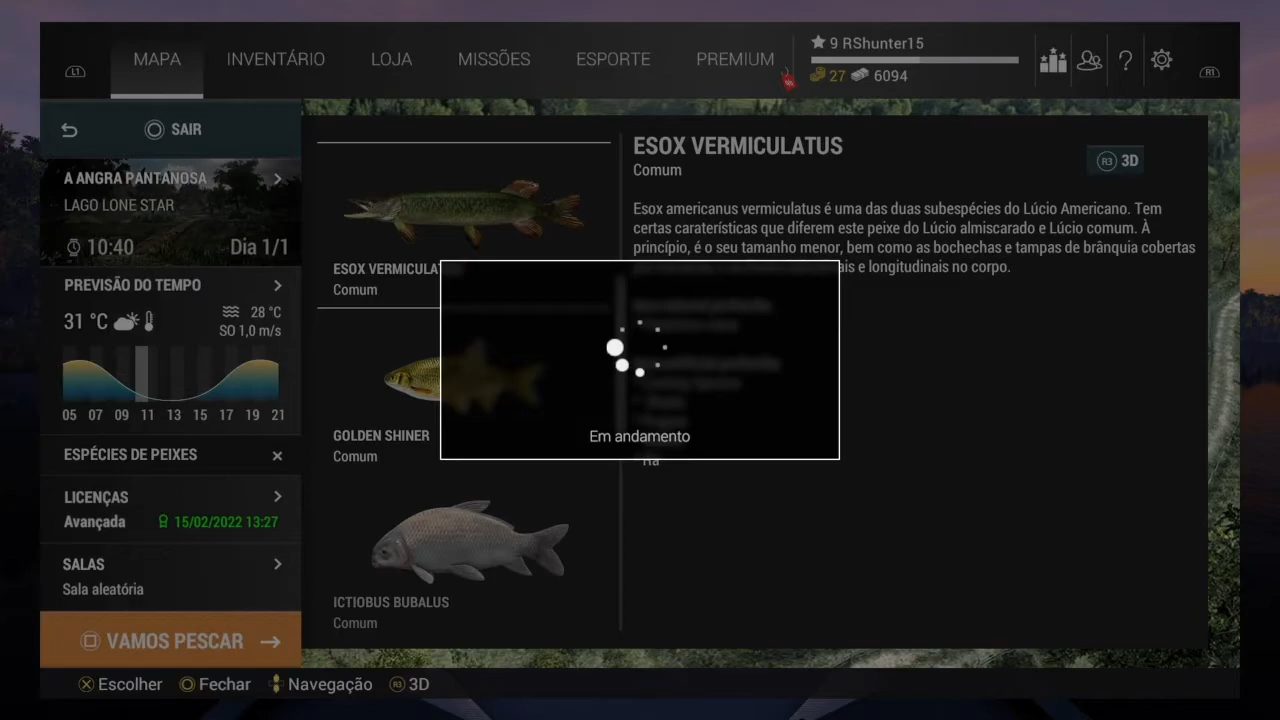 L1
MAPA
INVENTÁRIO
LOJA
MISSÕES
ESPORTE
PREMIUM
9 RShunter15
27 6094
?
R1
SAIR
A ANGRA PANTANOSA
LAGO LONE STAR
10:40 Dia 1/1
PREVISÃO DO TEMPO
31 °C
28 °C
SO 1,0 m/s
05 07 09 11 13 15 17 19 21
ESPÉCIES DE PEIXES
LICENÇAS
Avançada 15/02/2022 13:27
SALAS
Sala aleatória
VAMOS PESCAR
ESOX VERMICULA
Comum
GOLDEN SHINER
Comum
ICTIOBUS BUBALUS
Comum
ESOX VERMICULATUS
Comum
R3 3D
Esox americanus vermiculatus é uma das duas subespécies do Lúcio Americano. Tem
certas caraterísticas que diferem este peixe do Lúcio almiscarado e Lúcio comum. À
princípio, é o seu tamanho menor, bem como as bochechas e tampas de brânquia cobertas
ais e longitudinais no corpo.
Em andamento
Rã
Escolher Fechar Navegação R3 3D